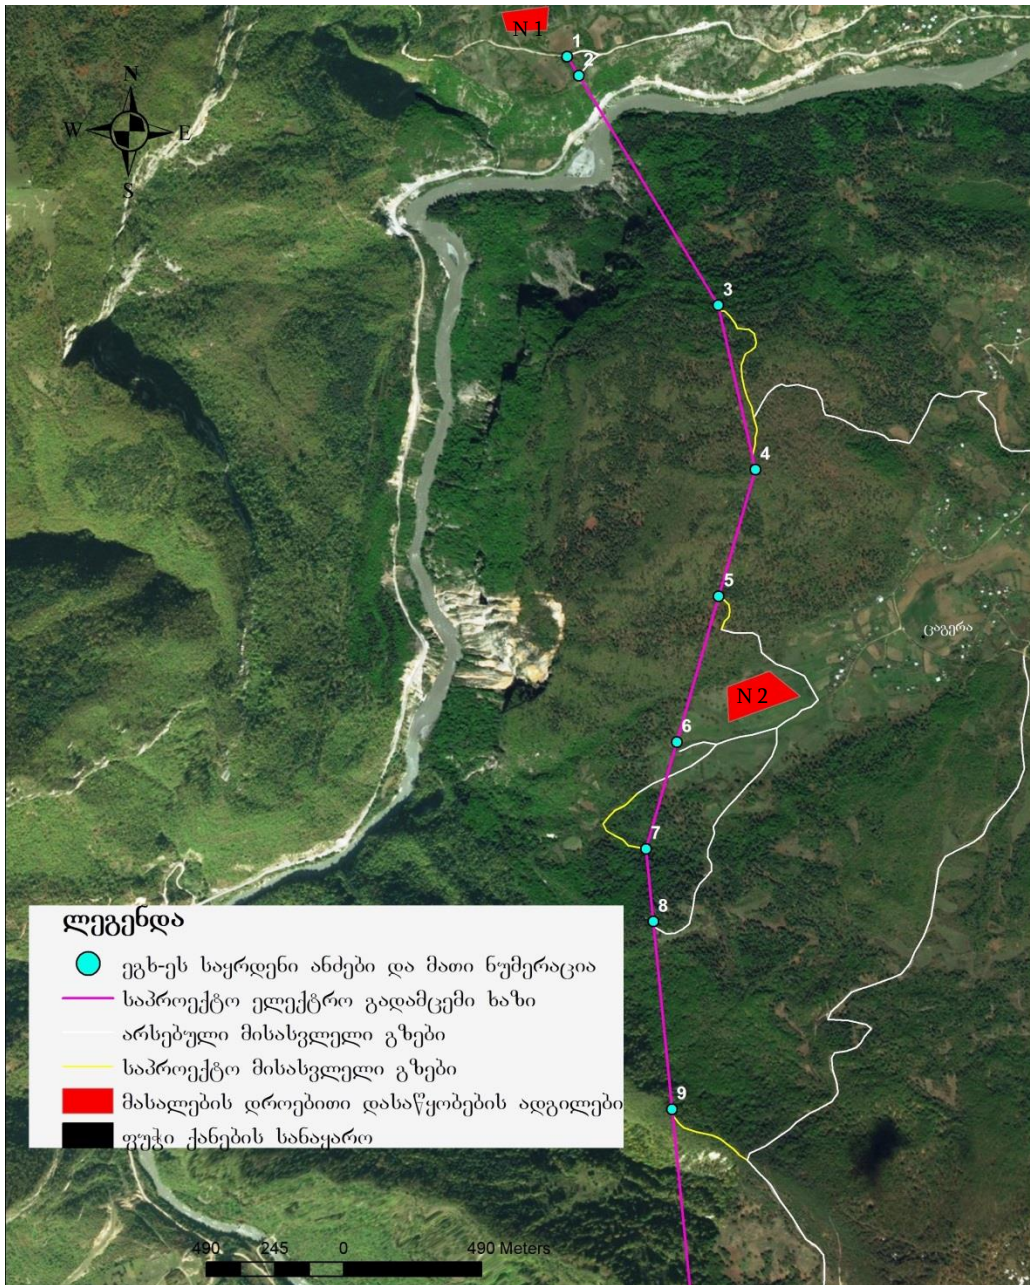 N 1
1
2
N
W E
S
3
4
5
ცაგერა
N 2
6
7
8
ლეგენდა
ეგხ-ეს საყრდენი ანძები და მათი ნუმერაცია
საპროექტო ელექტრო გადამცემი ხაზი
არსებული მისასვლელი გზები
საპროექტო მისასვლელი გზები
მასალების დროებითი დასაწყობების ადგილები
ფუჭი ქანების სანაყარო
9
490 245 0 490 Meters